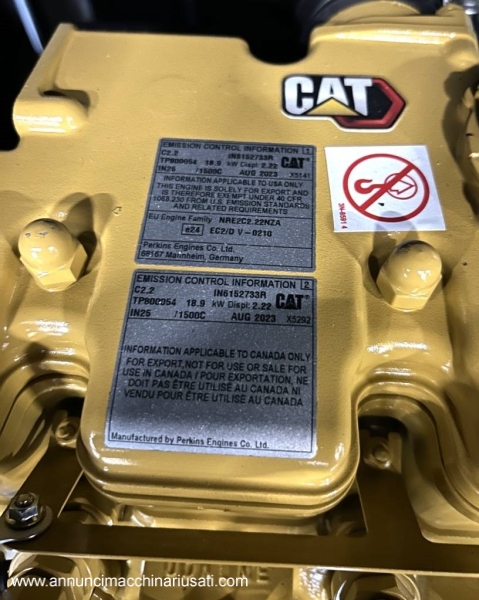 CAT
EMISSION CONTROL INFORMATION 1
C2.2 IN6152733R CAT
TP800054 18.9 kW Displ: 2.22
IN25 /1500C AUG 2023 X5141
INFORMATION APPLICABLE TO USA ONLY
THIS ENGINE IS SOLELY FOR EXPORT AND
IS THEREFORE EXEMPT UNDER 40 CFR
1068.230 FROM U.S. EMISSION STANDARDS
AND RELATED REQUIREMENTS
EU Engine Family NRE2C2.22NZA
e24 EC2/D V-0210
Perkins Engines Co. Ltd.
68167 Mannheim, Germany
EMISSION CONTROL INFORMATION 2
C2.2 IN6152733R CAT
TP800054 18.9 kW Displ: 2.22
IN25 /1500C AUG 2023 X5292
INFORMATION APPLICABLE TO CANADA ONLY
FOR EXPORT,NOT FOR USE OR SALE FOR
USE IN CANADA / POUR EXPORTATION, NE
DOIT PAS ÊTRE UTILISÉ AU CANADA NI
VENDU POUR ÊTRE UTILISÉ AU CANADA
Manufactured by Perkins Engines Co. Ltd.
www.annuncimacchinariusati.com